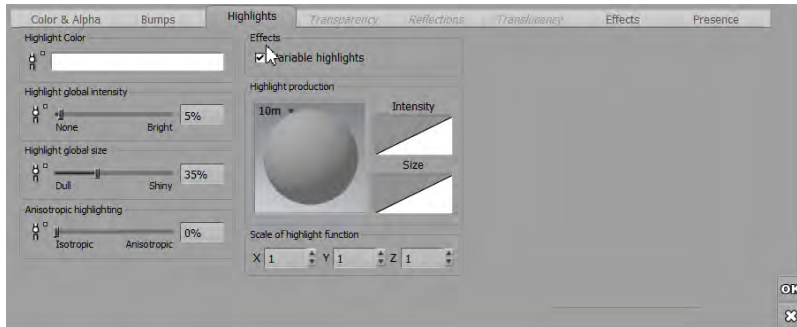 Color & Alpha Bumps Highlights Transparency Reflections Translucency Effects Presence
Highlight Color
Effects
Variable highlights
Highlight global intensity
5%
None Bright
Highlight global size
35%
Dull Shiny
Anisotropic highlighting
0%
Isotropic Anisotropic
Highlight production
10m
Intensity
Size
Scale of highlight function
X 1 Y 1 Z 1
OK